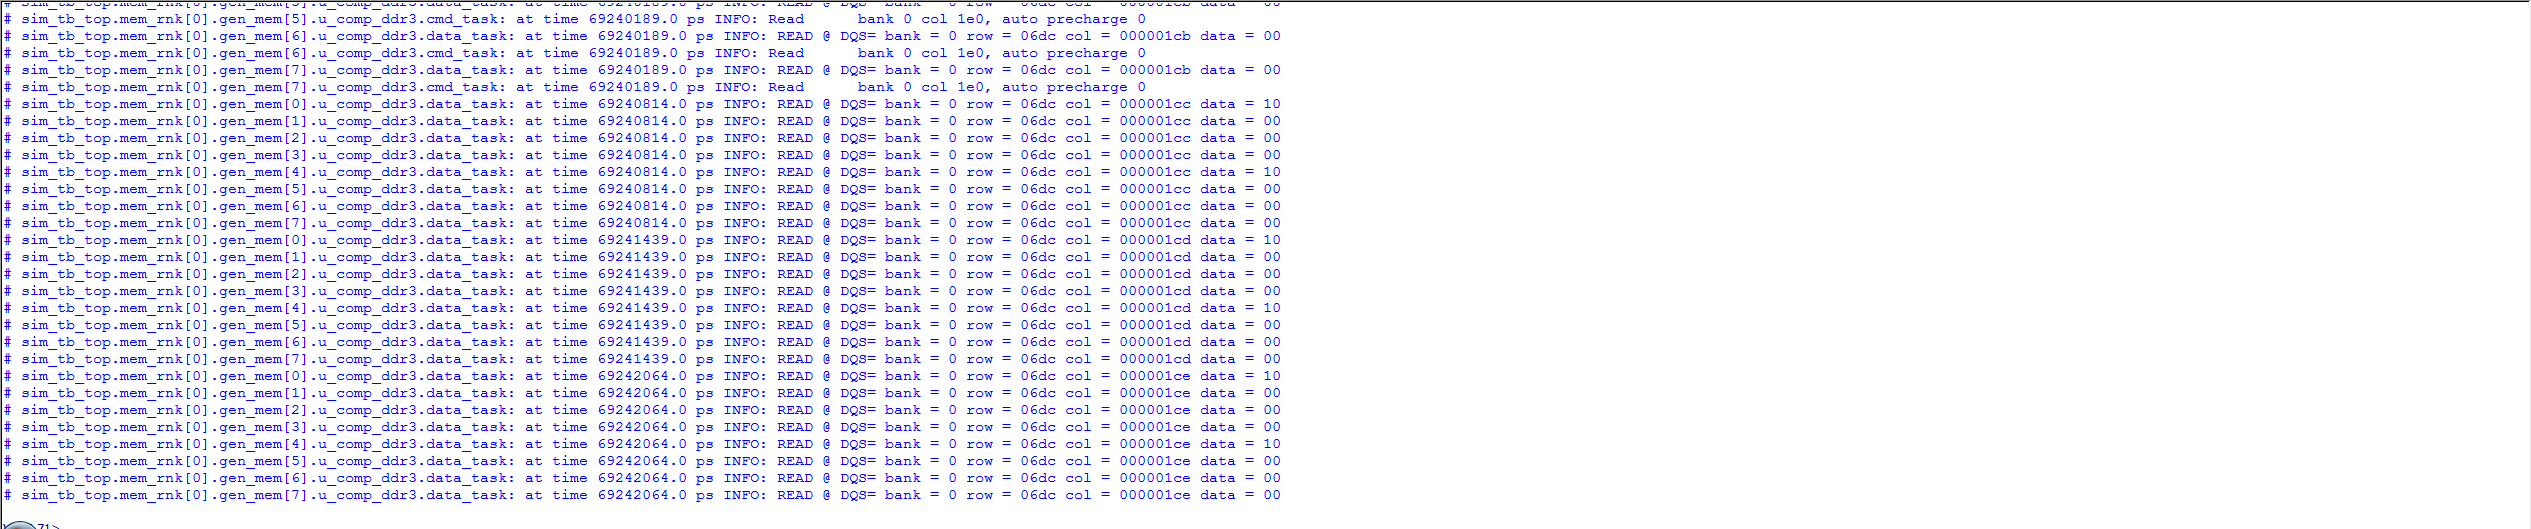 # sim_tb_top.mem_rnk[0].gen_mem[5].u_comp_ddr3.cmd_task: at time 69240189.0 ps INFO: Read      bank 0 col 1e0, auto precharge 0
# sim_tb_top.mem_rnk[0].gen_mem[6].u_comp_ddr3.data_task: at time 69240189.0 ps INFO: READ @ DQS= bank = 0 row = 06dc col = 000001cb data = 00
# sim_tb_top.mem_rnk[0].gen_mem[6].u_comp_ddr3.cmd_task: at time 69240189.0 ps INFO: Read      bank 0 col 1e0, auto precharge 0
# sim_tb_top.mem_rnk[0].gen_mem[7].u_comp_ddr3.data_task: at time 69240189.0 ps INFO: READ @ DQS= bank = 0 row = 06dc col = 000001cb data = 00
# sim_tb_top.mem_rnk[0].gen_mem[7].u_comp_ddr3.cmd_task: at time 69240189.0 ps INFO: Read      bank 0 col 1e0, auto precharge 0
# sim_tb_top.mem_rnk[0].gen_mem[0].u_comp_ddr3.data_task: at time 69240814.0 ps INFO: READ @ DQS= bank = 0 row = 06dc col = 000001cc data = 10
# sim_tb_top.mem_rnk[0].gen_mem[1].u_comp_ddr3.data_task: at time 69240814.0 ps INFO: READ @ DQS= bank = 0 row = 06dc col = 000001cc data = 00
# sim_tb_top.mem_rnk[0].gen_mem[2].u_comp_ddr3.data_task: at time 69240814.0 ps INFO: READ @ DQS= bank = 0 row = 06dc col = 000001cc data = 00
# sim_tb_top.mem_rnk[0].gen_mem[3].u_comp_ddr3.data_task: at time 69240814.0 ps INFO: READ @ DQS= bank = 0 row = 06dc col = 000001cc data = 00
# sim_tb_top.mem_rnk[0].gen_mem[4].u_comp_ddr3.data_task: at time 69240814.0 ps INFO: READ @ DQS= bank = 0 row = 06dc col = 000001cc data = 10
# sim_tb_top.mem_rnk[0].gen_mem[5].u_comp_ddr3.data_task: at time 69240814.0 ps INFO: READ @ DQS= bank = 0 row = 06dc col = 000001cc data = 00
# sim_tb_top.mem_rnk[0].gen_mem[6].u_comp_ddr3.data_task: at time 69240814.0 ps INFO: READ @ DQS= bank = 0 row = 06dc col = 000001cc data = 00
# sim_tb_top.mem_rnk[0].gen_mem[7].u_comp_ddr3.data_task: at time 69240814.0 ps INFO: READ @ DQS= bank = 0 row = 06dc col = 000001cc data = 00
# sim_tb_top.mem_rnk[0].gen_mem[0].u_comp_ddr3.data_task: at time 69241439.0 ps INFO: READ @ DQS= bank = 0 row = 06dc col = 000001cd data = 10
# sim_tb_top.mem_rnk[0].gen_mem[1].u_comp_ddr3.data_task: at time 69241439.0 ps INFO: READ @ DQS= bank = 0 row = 06dc col = 000001cd data = 00
# sim_tb_top.mem_rnk[0].gen_mem[2].u_comp_ddr3.data_task: at time 69241439.0 ps INFO: READ @ DQS= bank = 0 row = 06dc col = 000001cd data = 00
# sim_tb_top.mem_rnk[0].gen_mem[3].u_comp_ddr3.data_task: at time 69241439.0 ps INFO: READ @ DQS= bank = 0 row = 06dc col = 000001cd data = 00
# sim_tb_top.mem_rnk[0].gen_mem[4].u_comp_ddr3.data_task: at time 69241439.0 ps INFO: READ @ DQS= bank = 0 row = 06dc col = 000001cd data = 10
# sim_tb_top.mem_rnk[0].gen_mem[5].u_comp_ddr3.data_task: at time 69241439.0 ps INFO: READ @ DQS= bank = 0 row = 06dc col = 000001cd data = 00
# sim_tb_top.mem_rnk[0].gen_mem[6].u_comp_ddr3.data_task: at time 69241439.0 ps INFO: READ @ DQS= bank = 0 row = 06dc col = 000001cd data = 00
# sim_tb_top.mem_rnk[0].gen_mem[7].u_comp_ddr3.data_task: at time 69241439.0 ps INFO: READ @ DQS= bank = 0 row = 06dc col = 000001cd data = 00
# sim_tb_top.mem_rnk[0].gen_mem[0].u_comp_ddr3.data_task: at time 69242064.0 ps INFO: READ @ DQS= bank = 0 row = 06dc col = 000001ce data = 10
# sim_tb_top.mem_rnk[0].gen_mem[1].u_comp_ddr3.data_task: at time 69242064.0 ps INFO: READ @ DQS= bank = 0 row = 06dc col = 000001ce data = 00
# sim_tb_top.mem_rnk[0].gen_mem[2].u_comp_ddr3.data_task: at time 69242064.0 ps INFO: READ @ DQS= bank = 0 row = 06dc col = 000001ce data = 00
# sim_tb_top.mem_rnk[0].gen_mem[3].u_comp_ddr3.data_task: at time 69242064.0 ps INFO: READ @ DQS= bank = 0 row = 06dc col = 000001ce data = 00
# sim_tb_top.mem_rnk[0].gen_mem[4].u_comp_ddr3.data_task: at time 69242064.0 ps INFO: READ @ DQS= bank = 0 row = 06dc col = 000001ce data = 10
# sim_tb_top.mem_rnk[0].gen_mem[5].u_comp_ddr3.data_task: at time 69242064.0 ps INFO: READ @ DQS= bank = 0 row = 06dc col = 000001ce data = 00
# sim_tb_top.mem_rnk[0].gen_mem[6].u_comp_ddr3.data_task: at time 69242064.0 ps INFO: READ @ DQS= bank = 0 row = 06dc col = 000001ce data = 00
# sim_tb_top.mem_rnk[0].gen_mem[7].u_comp_ddr3.data_task: at time 69242064.0 ps INFO: READ @ DQS= bank = 0 row = 06dc col = 000001ce data = 00